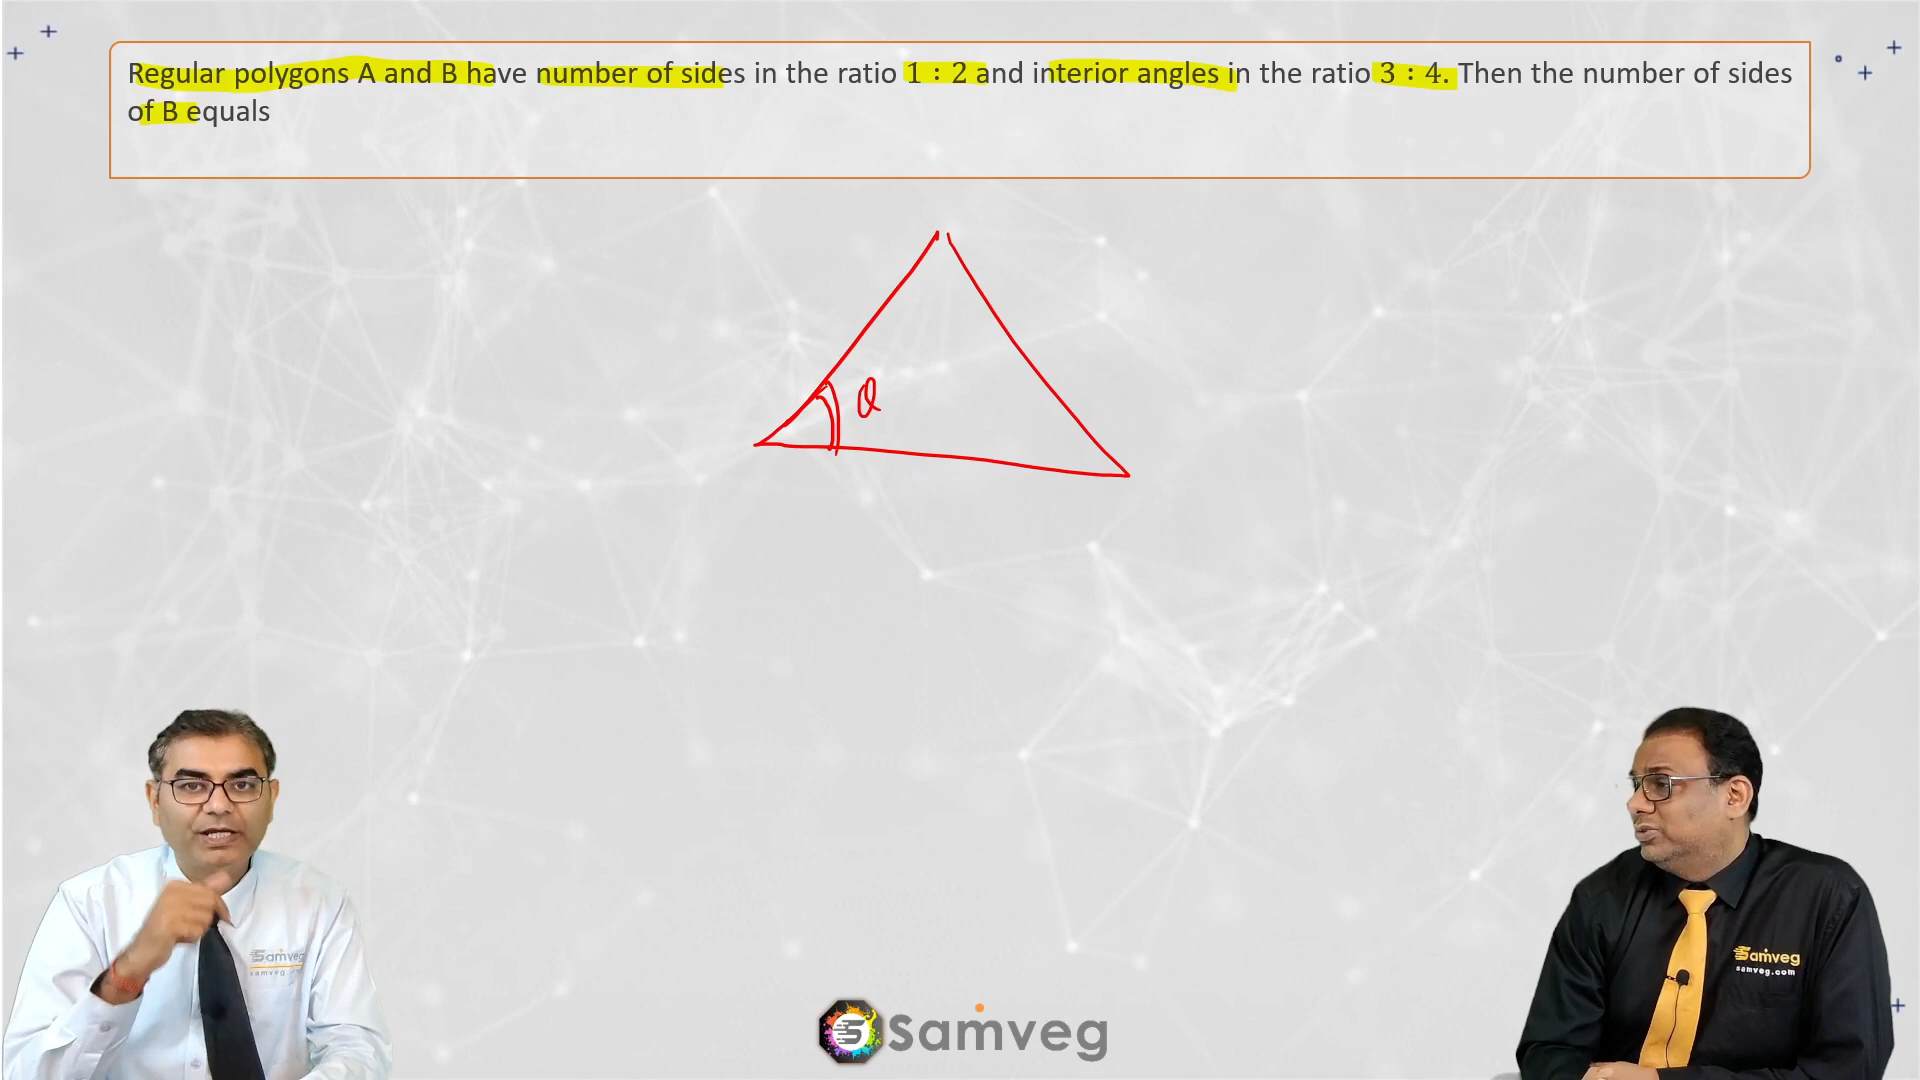 Regular polygons A and B have number of sides in the ratio 1 : 2 and interior angles in the ratio 3 : 4. Then the number of sides
of B equals
Samveg
samveg.com
Samveg